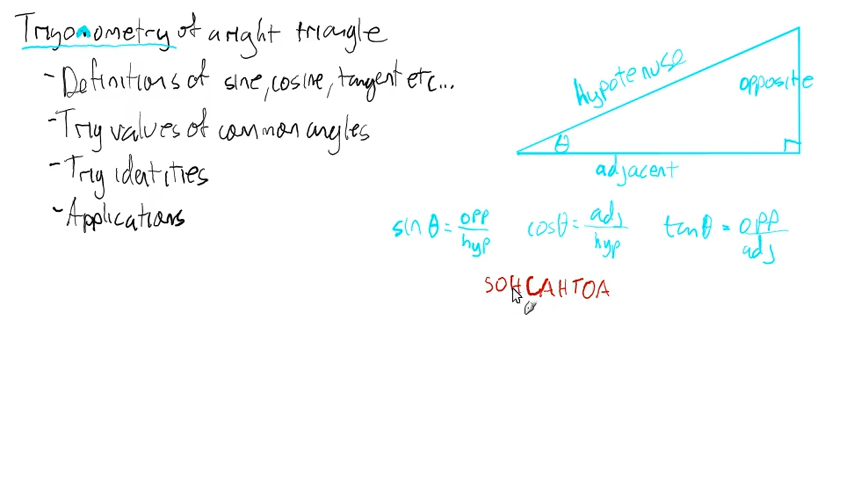 Trigonometry of a right triangle
- Definitions of sine, cosine, tangent etc...
- Trig values of common angles
- Trig identities
- Applications
hypotenuse
opposite
θ
adjacent
sin θ = opp/hyp cos θ = adj/hyp tan θ = opp/adj
SOHCAHTOA